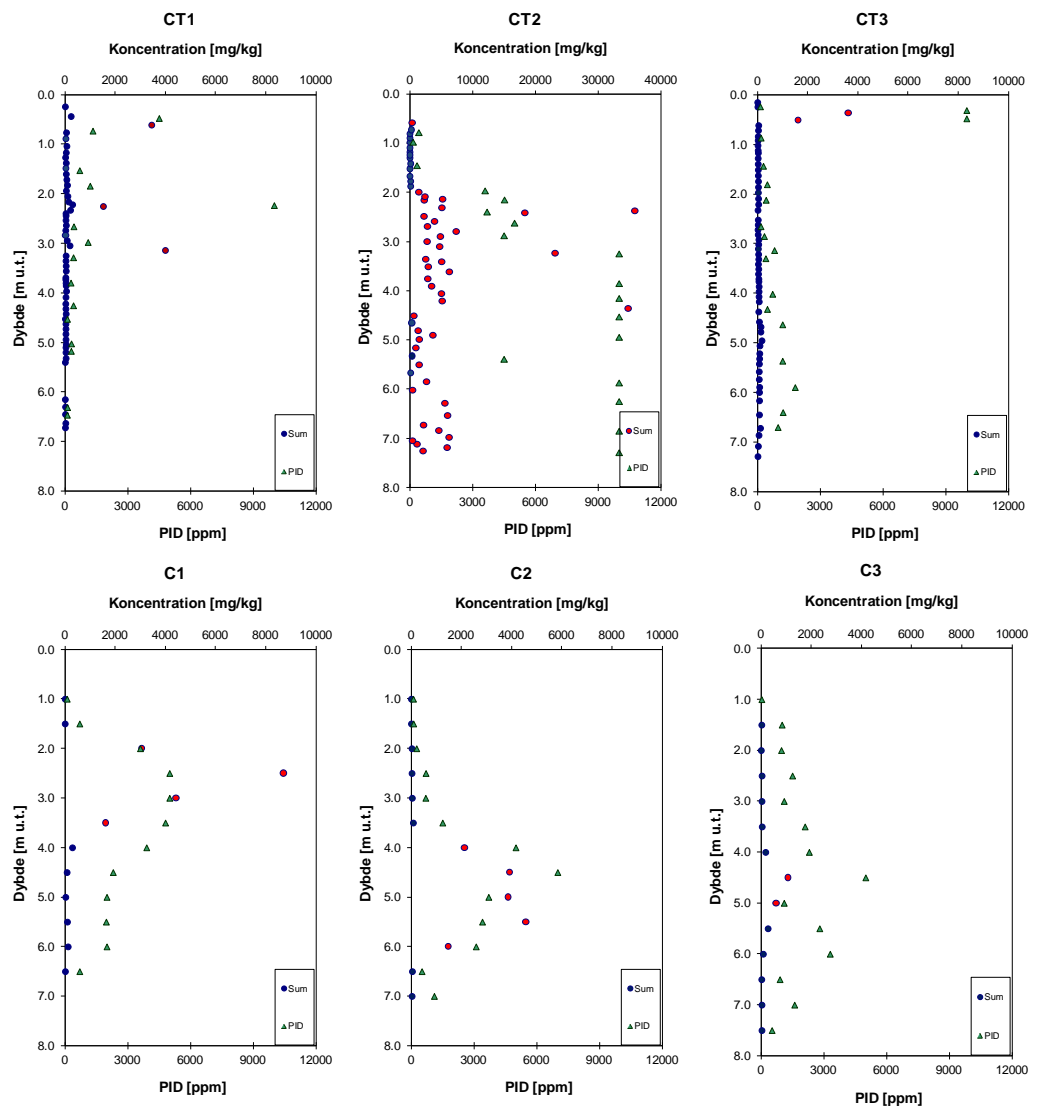 CT1
Koncentration [mg/kg]
0 2000 4000 6000 8000 10000
0.0
1.0
2.0
3.0
4.0
5.0
6.0
7.0
8.0
Dybde [m u.t.]
Sum
PID
0 3000 6000 9000 12000
PID [ppm]
CT2
Koncentration [mg/kg]
0 10000 20000 30000 40000
0.0
1.0
2.0
3.0
4.0
5.0
6.0
7.0
8.0
Dybde [m u.t.]
Sum
PID
0 3000 6000 9000 12000
PID [ppm]
CT3
Koncentration [mg/kg]
0 2000 4000 6000 8000 10000
0.0
1.0
2.0
3.0
4.0
5.0
6.0
7.0
8.0
Dybde [m u.t.]
Sum
PID
0 3000 6000 9000 12000
PID [ppm]
C1
Koncentration [mg/kg]
0 2000 4000 6000 8000 10000
0.0
1.0
2.0
3.0
4.0
5.0
6.0
7.0
8.0
Dybde [m u.t.]
Sum
PID
0 3000 6000 9000 12000
PID [ppm]
C2
Koncentration [mg/kg]
0 2000 4000 6000 8000 10000
0.0
1.0
2.0
3.0
4.0
5.0
6.0
7.0
8.0
Dybde [m u.t.]
Sum
PID
0 3000 6000 9000 12000
PID [ppm]
C3
Koncentration [mg/kg]
0 2000 4000 6000 8000 10000
0.0
1.0
2.0
3.0
4.0
5.0
6.0
7.0
8.0
Dybde [m u.t.]
Sum
PID
0 3000 6000 9000 12000
PID [ppm]